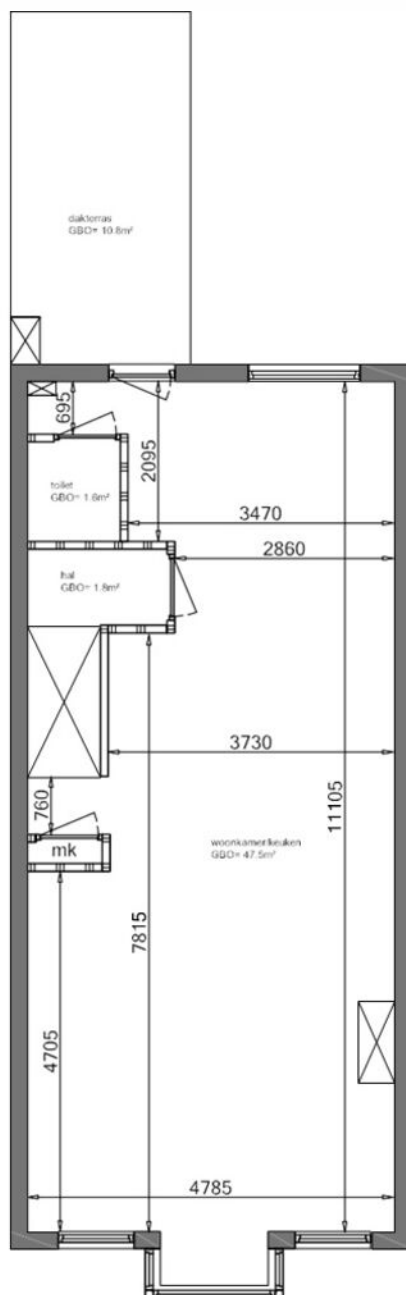 dakterras
GBO= 10.8m²
695
2095
toilet
GBO= 1.6m²
3470
2860
hal
GBO= 1.8m²
3730
11105
760
mk
woonkamer/keuken
GBO= 47.5m²
7815
4705
4785